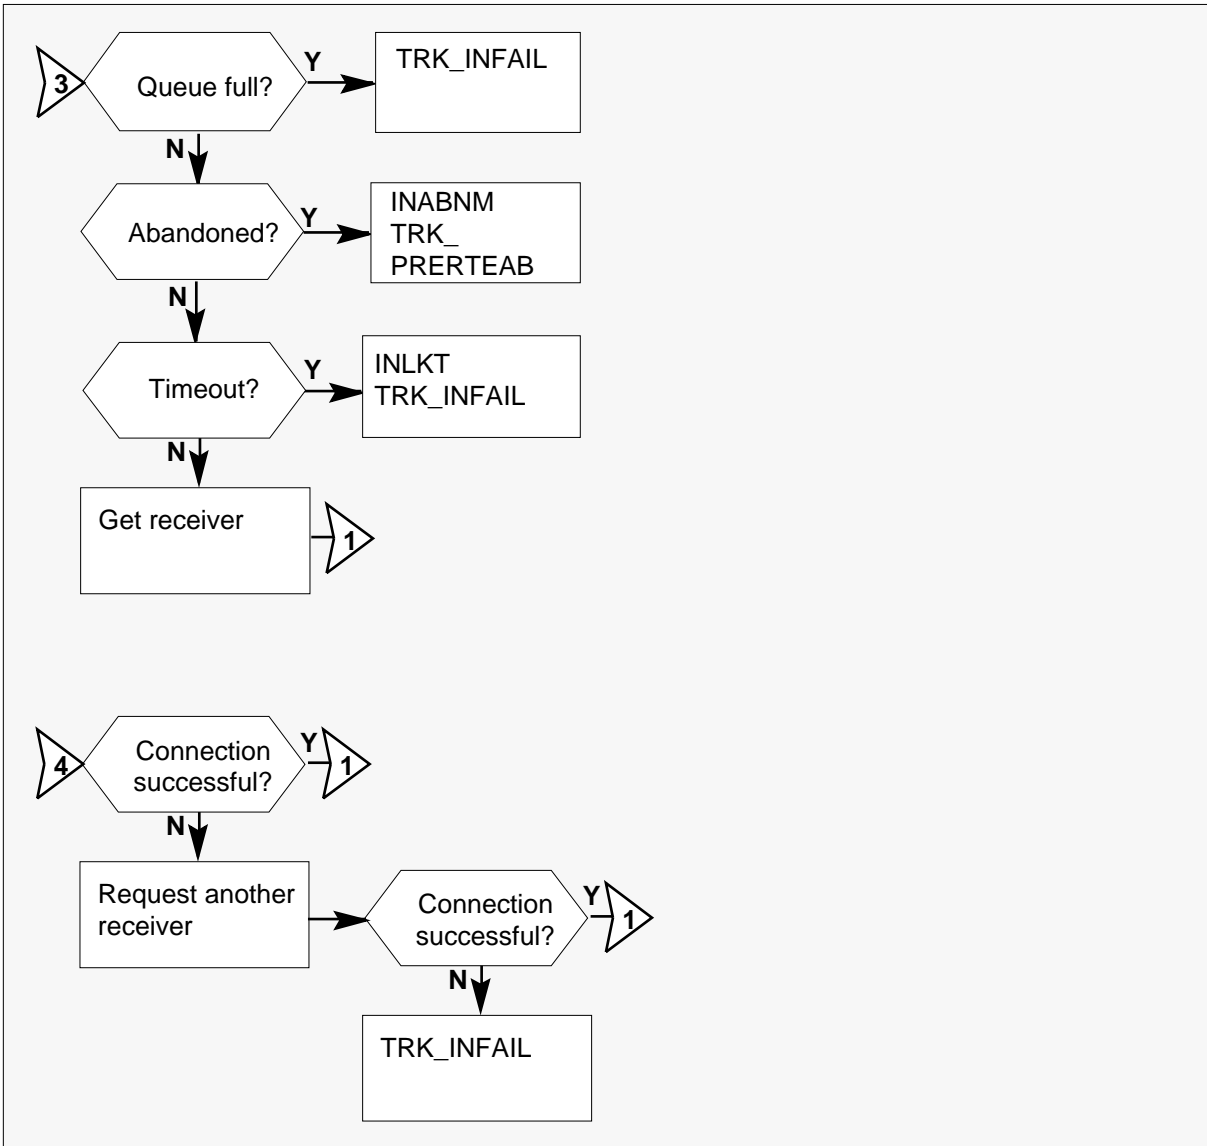 3
Queue full?
Y
TRK_INFAIL
N
Abandoned?
Y
INABNM
TRK_
PRERTEAB
N
Timeout?
Y
INLKT
TRK_INFAIL
N
Get receiver
1
4
Connection
successful?
Y
1
N
Request another
receiver
Connection
successful?
Y
1
N
TRK_INFAIL